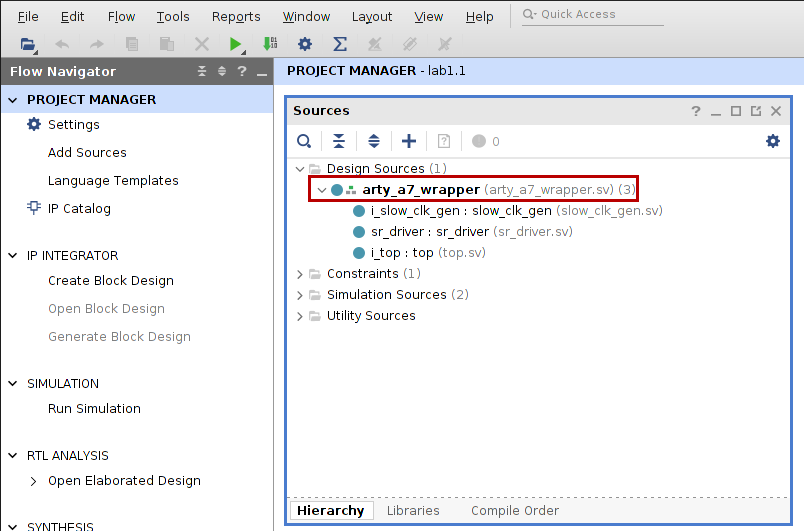 File Edit Flow Tools Reports Window Layout View Help Quick Access
Flow Navigator
PROJECT MANAGER - lab1.1
PROJECT MANAGER
Settings
Add Sources
Language Templates
IP Catalog
IP INTEGRATOR
Create Block Design
Open Block Design
Generate Block Design
SIMULATION
Run Simulation
RTL ANALYSIS
Open Elaborated Design
SYNTHESIS
Sources
0
Design Sources (1)
arty_a7_wrapper (arty_a7_wrapper.sv) (3)
i_slow_clk_gen : slow_clk_gen (slow_clk_gen.sv)
sr_driver : sr_driver (sr_driver.sv)
i_top : top (top.sv)
Constraints (1)
Simulation Sources (2)
Utility Sources
Hierarchy Libraries Compile Order